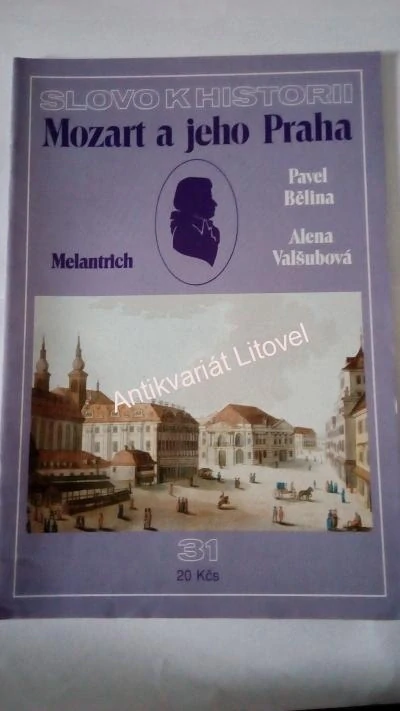 SLOVO K HISTORII
Mozart a jeho Praha
Pavel
Bělina
Alena
Valšubová
Melantrich
Antikvariát Litovel
31
20 Kčs